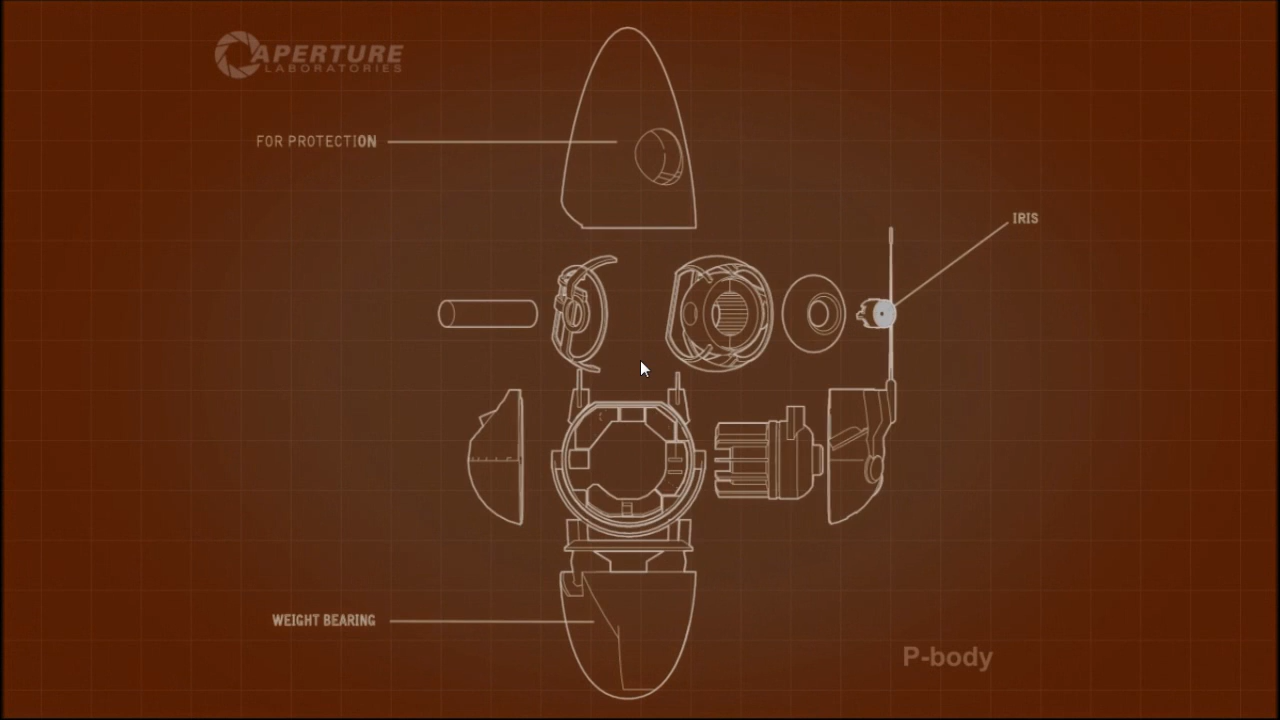 APERTURE
LABORATORIES
FOR PROTECTION
IRIS
WEIGHT BEARING
P-body